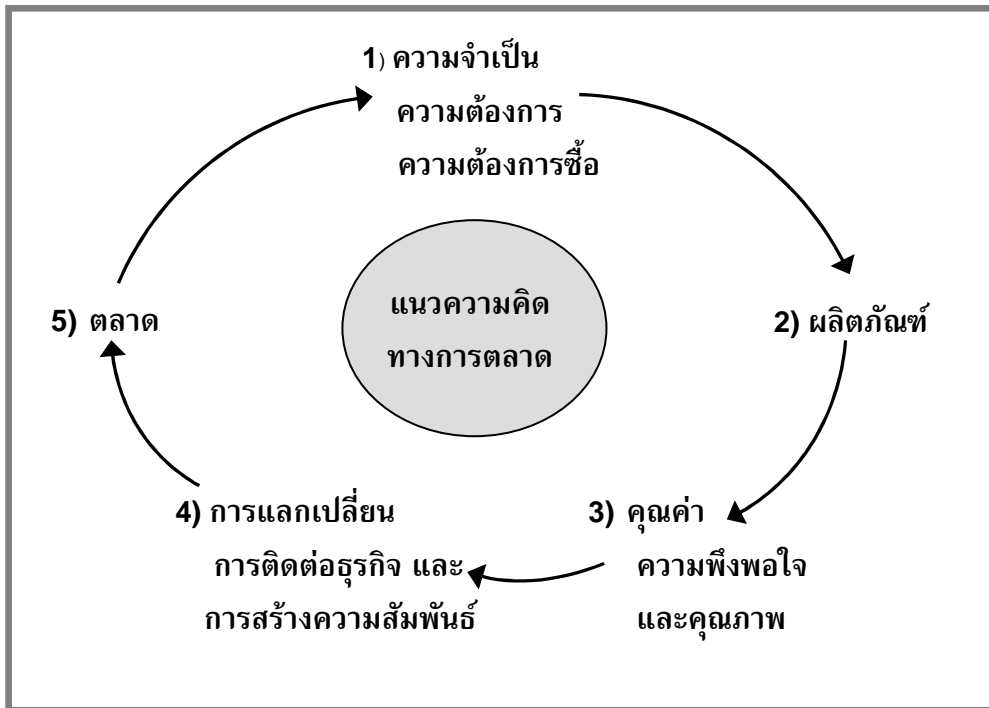 1) ความจำเป็น
ความต้องการ
ความต้องการซื้อ
แนวความคิด
ทางการตลาด
2) ผลิตภัณฑ์
3) คุณค่า
ความพึงพอใจ
และคุณภาพ
4) การแลกเปลี่ยน
การติดต่อธุรกิจ และ
การสร้างความสัมพันธ์
5) ตลาด